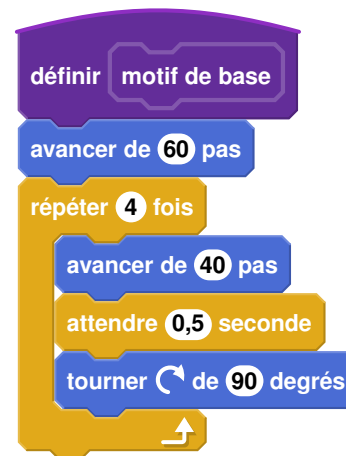 définir motif de base
avancer de 60 pas
répéter 4 fois
avancer de 40 pas
attendre 0,5 seconde
tourner de 90 degrés